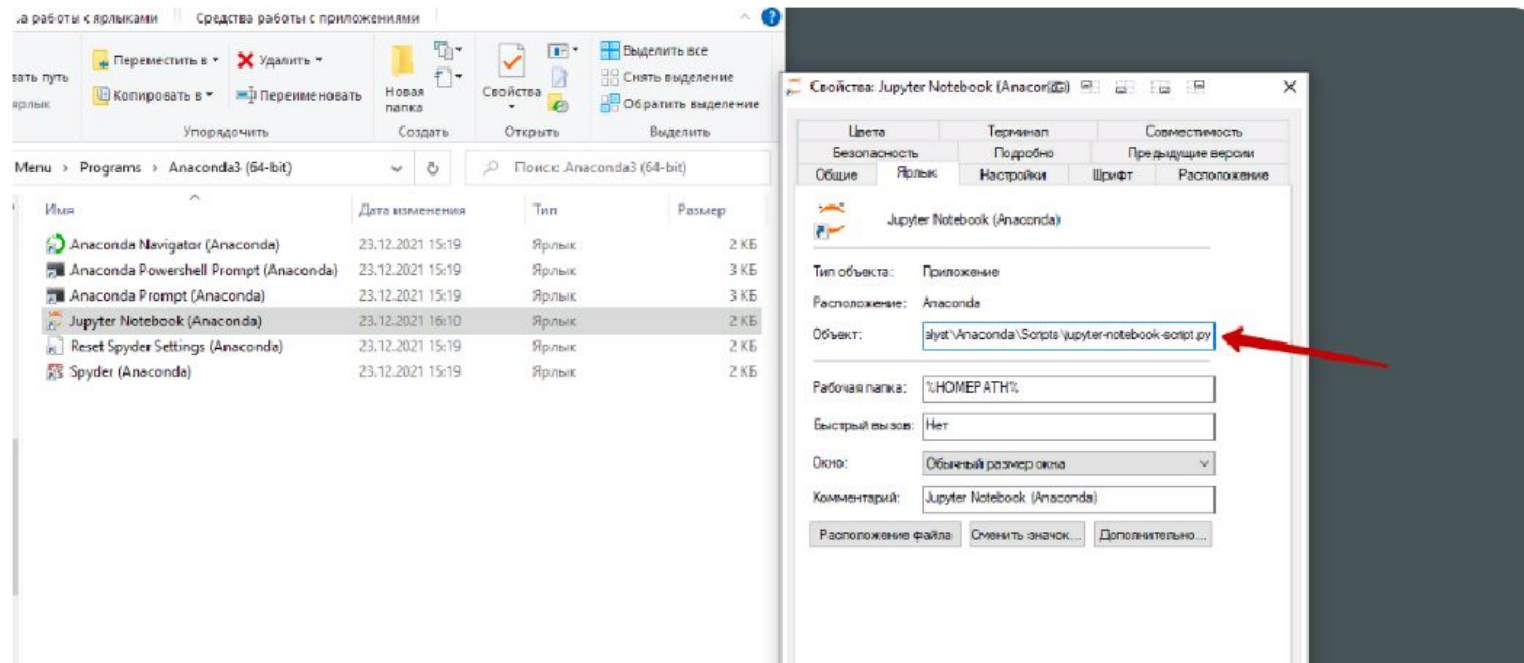 .а работы с ярлыками Средства работы с приложениями
Переместить в Удалить Выделить все
вать путь Снять выделение
ярлык Копировать в Переименовать Новая папка Свойства Обратить выделение
Упорядочить Создать Открыть Выделить
Menu > Programs > Anaconda3 (64-bit) Поиск: Anaconda3 (64-bit)
Имя Дата изменения Тип Размер
Anaconda Navigator (Anaconda) 23.12.2021 15:19 Ярлык 2 КБ
Anaconda Powershell Prompt (Anaconda) 23.12.2021 15:19 Ярлык 3 КБ
Anaconda Prompt (Anaconda) 23.12.2021 15:19 Ярлык 3 КБ
Jupyter Notebook (Anaconda) 23.12.2021 16:10 Ярлык 2 КБ
Reset Spyder Settings (Anaconda) 23.12.2021 15:19 Ярлык 2 КБ
Spyder (Anaconda) 23.12.2021 15:19 Ярлык 2 КБ
Свойства: Jupyter Notebook (Anacon
Цвета Терминал Совместимость
Безопасность Подробно Предыдущие версии
Общие Ярлык Настройки Шрифт Расположение
Jupyter Notebook (Anaconda)
Тип объекта: Приложение
Расположение: Anaconda
Объект: alyst\Anaconda\Scripts\jupyter-notebook-script.py
Рабочая папка: %HOMEPATH%
Быстрый вызов: Нет
Окно: Обычный размер окна
Комментарий: Jupyter Notebook (Anaconda)
Расположение файла Сменить значок... Дополнительно...